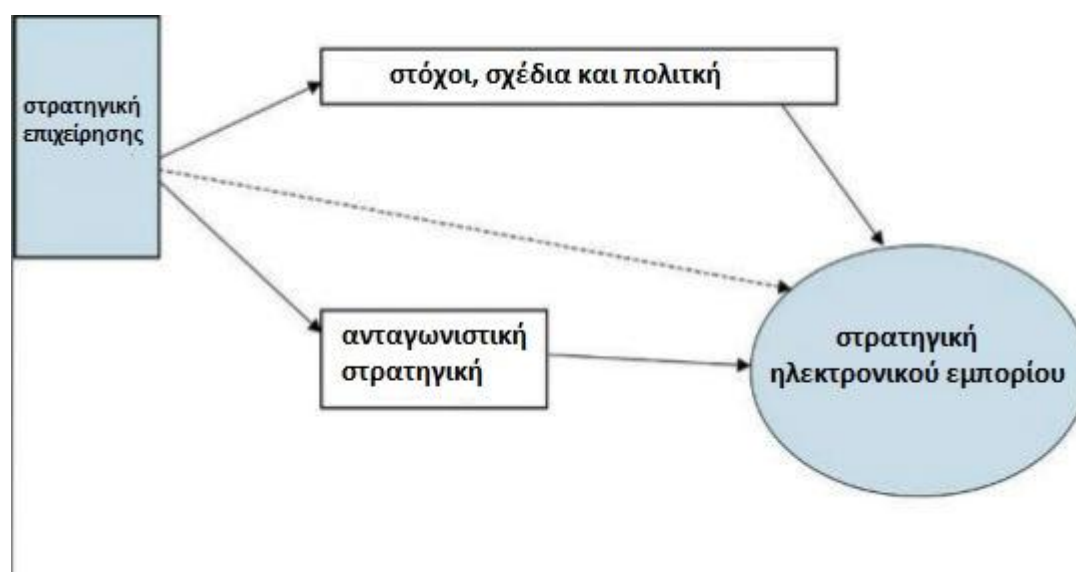 στρατηγική
επιχείρησης
στόχοι, σχέδια και πολιτκή
ανταγωνιστική
στρατηγική
στρατηγική
ηλεκτρονικού εμπορίου